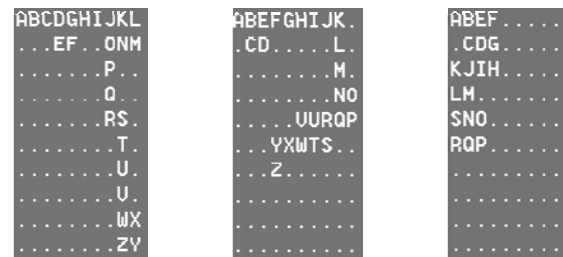 ABCDGHIJKL
...EF..ONM
.......P..
.......Q..
.......RS.
........T.
........U.
........V.
........WX
........ZY
ABEFGHIJK.
.CD.....L.
........M.
........NO
.....VURQP
...YXWTS..
...Z......
..........
..........
..........
ABEF.....
.CDG.....
KJIH.....
LM.......
SNO......
RQP......
.........
.........
.........
.........